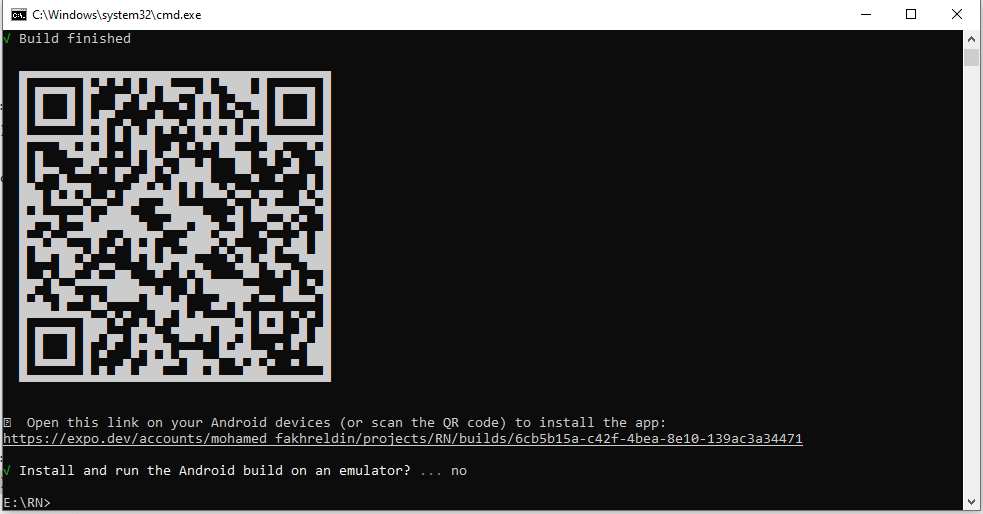 C:\Windows\system32\cmd.exe
√ Build finished
Open this link on your Android devices (or scan the QR code) to install the app:
https://expo.dev/accounts/mohamed_fakhreldin/projects/RN/builds/6cb5b15a-c42f-4bea-8e10-139ac3a34471
√ Install and run the Android build on an emulator? ... no
E:\RN>